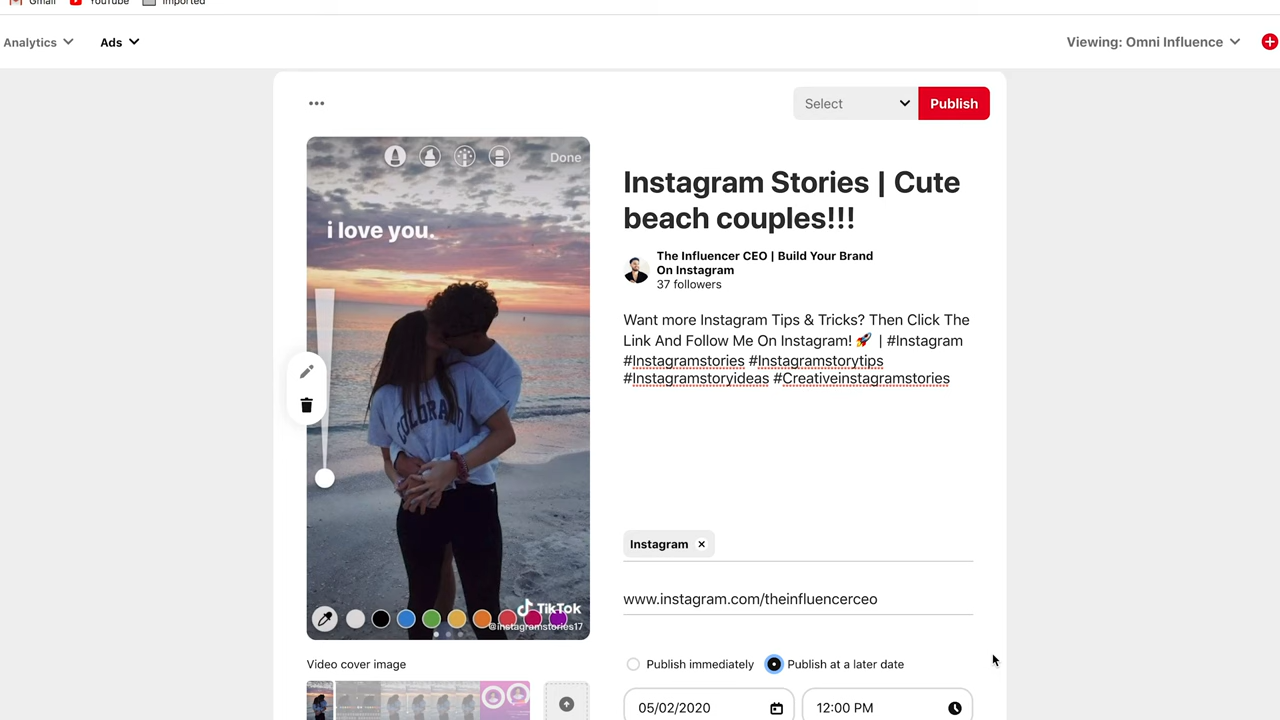 Gmail YouTube Imported
Analytics Ads Viewing: Omni Influence
Select Publish
Done
i love you.
COLORADO
TikTok
@instagramstories17
Instagram Stories | Cute
beach couples!!!
The Influencer CEO | Build Your Brand
On Instagram
37 followers
Want more Instagram Tips & Tricks? Then Click The
Link And Follow Me On Instagram! 🚀 | #Instagram
#Instagramstories #Instagramstorytips
#Instagramstoryideas #Creativeinstagramstories
Instagram
www.instagram.com/theinfluencerceo
Video cover image
Publish immediately Publish at a later date
05/02/2020 12:00 PM